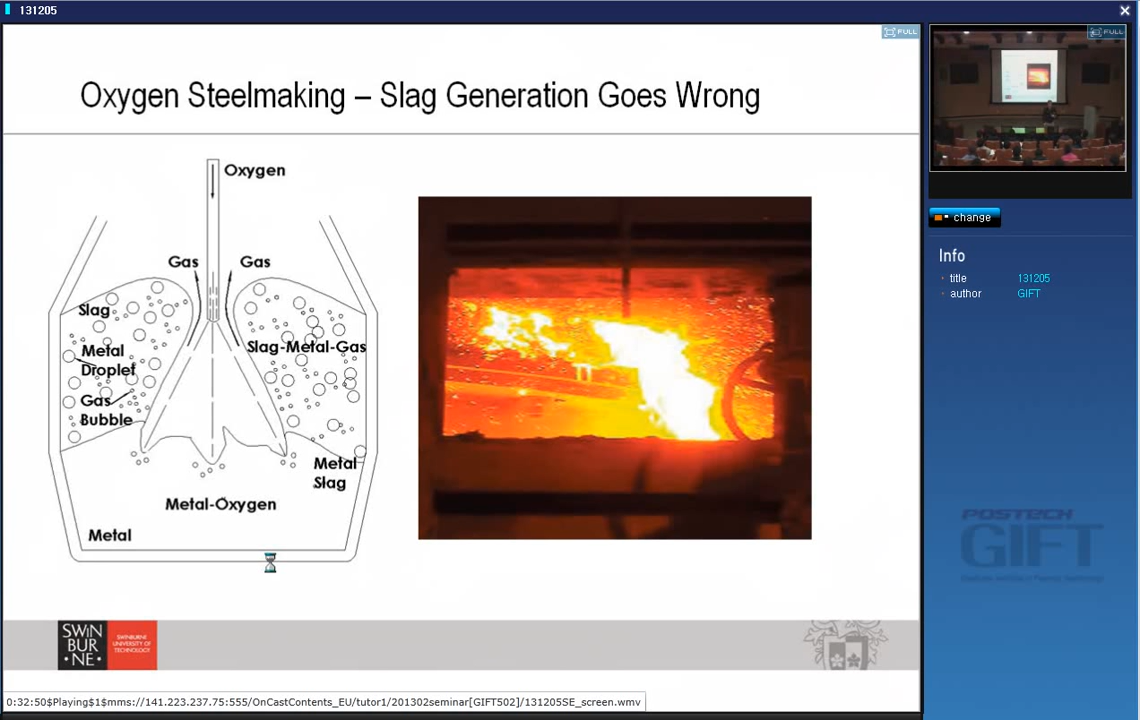 131205
FULL
FULL
Oxygen Steelmaking – Slag Generation Goes Wrong
Oxygen
Gas
Gas
Slag
Slag-Metal-Gas
Metal
Droplet
Gas
Bubble
Metal
Slag
Metal-Oxygen
Metal
change
Info
title 131205
author GIFT
POSTECH
GIFT
SWIN
BUR
•NE•
SWINBURNE
UNIVERSITY OF
TECHNOLOGY
0:32:50$Playing$1$mms://141.223.237.75:555/OnCastContents_EU/tutor1/201302seminar[GIFT502]/131205SE_screen.wmv